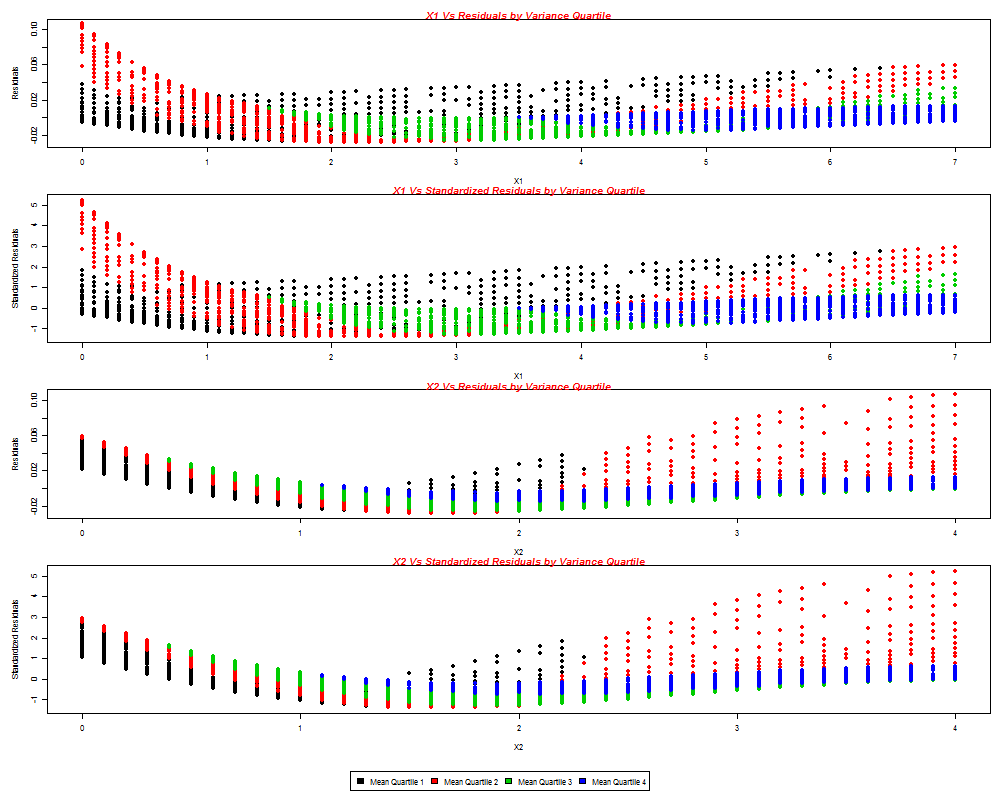 X1 Vs Residuals by Variance Quartile
Residuals
-0.02 0.02 0.06 0.10
0 1 2 3 4 5 6 7
X1
X1 Vs Standardized Residuals by Variance Quartile
Standardized Residuals
-1 0 1 2 3 4 5
0 1 2 3 4 5 6 7
X1
X2 Vs Residuals by Variance Quartile
Residuals
-0.02 0.02 0.06 0.10
0 1 2 3 4
X2
X2 Vs Standardized Residuals by Variance Quartile
Standardized Residuals
-1 0 1 2 3 4 5
0 1 2 3 4
X2
Mean Quartile 1 Mean Quartile 2 Mean Quartile 3 Mean Quartile 4